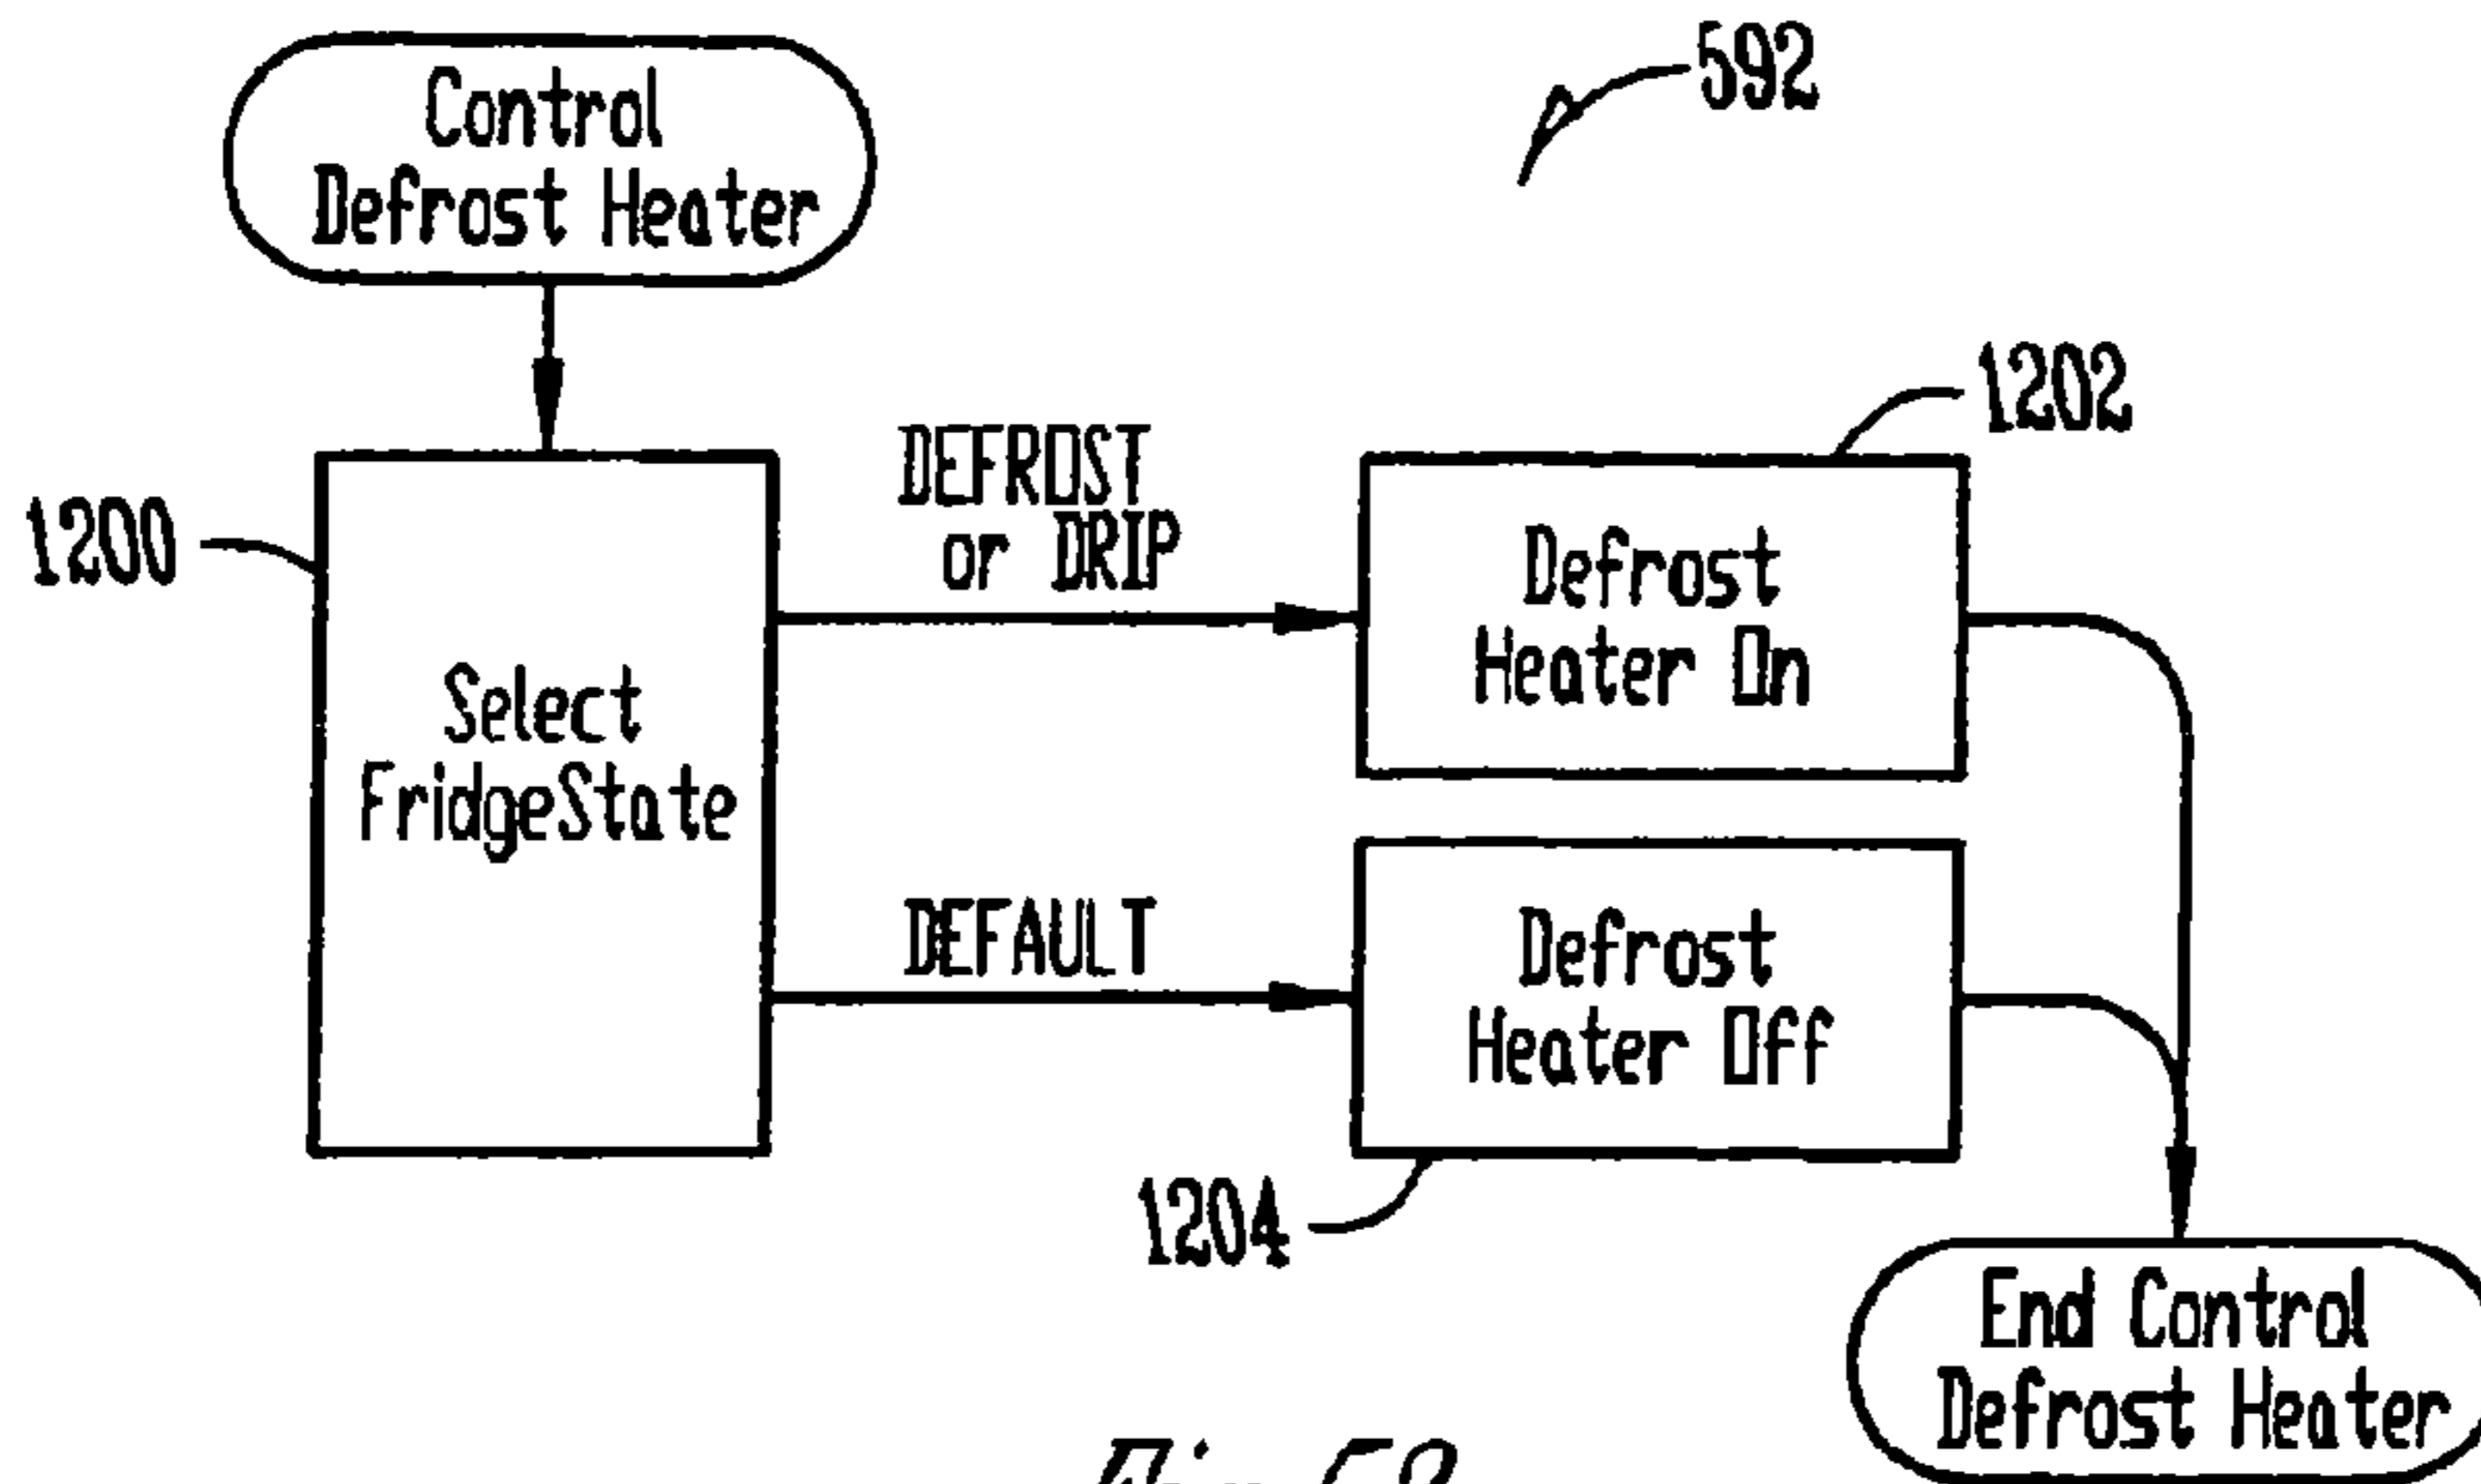 Control
Defrost Heater
592
1200
Select
FridgeState
DEFROST
or DRIP
1202
Defrost
Heater On
DEFAULT
Defrost
Heater Off
1204
End Control
Defrost Heater